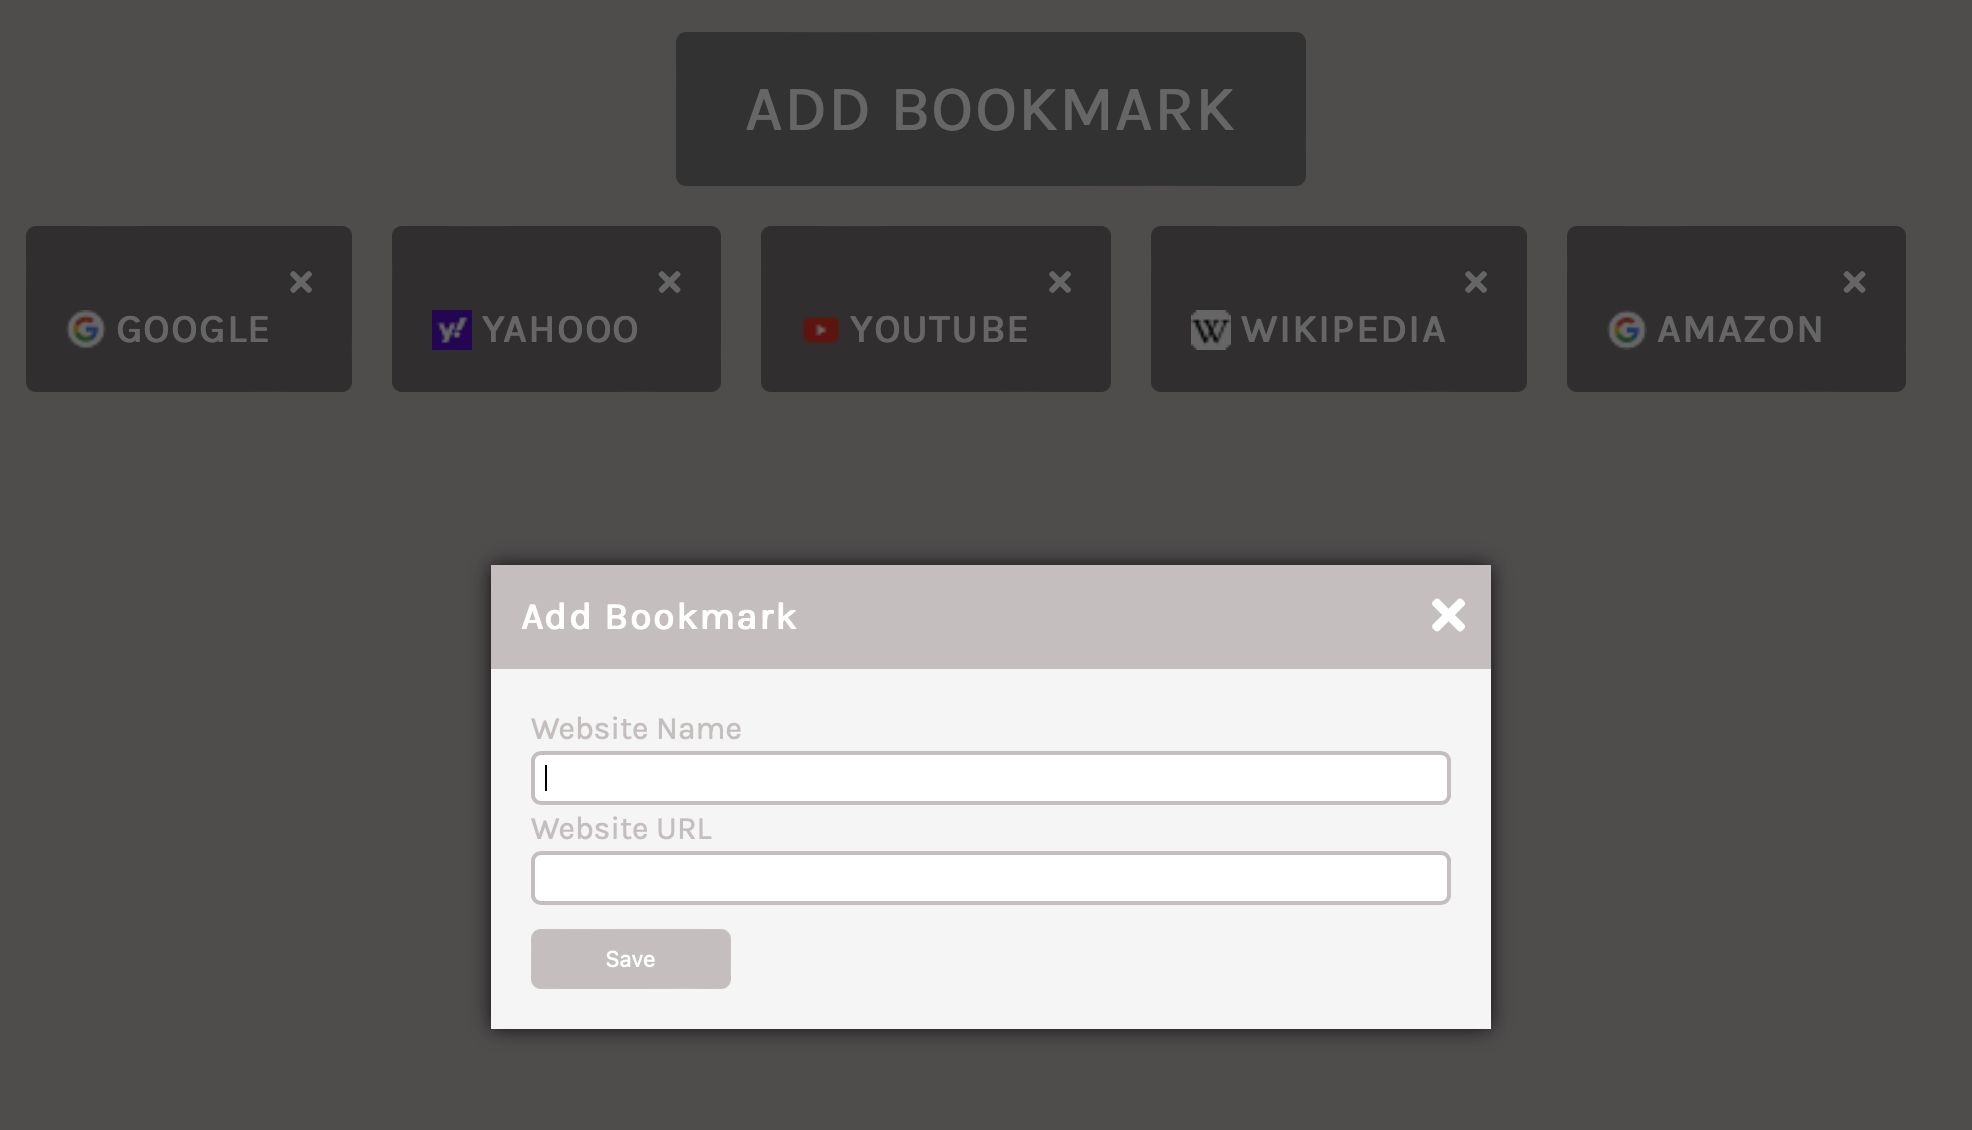 ADD BOOKMARK
GOOGLE
y! YAHOOO
YOUTUBE
W WIKIPEDIA
AMAZON
Add Bookmark
Website Name
Website URL
Save